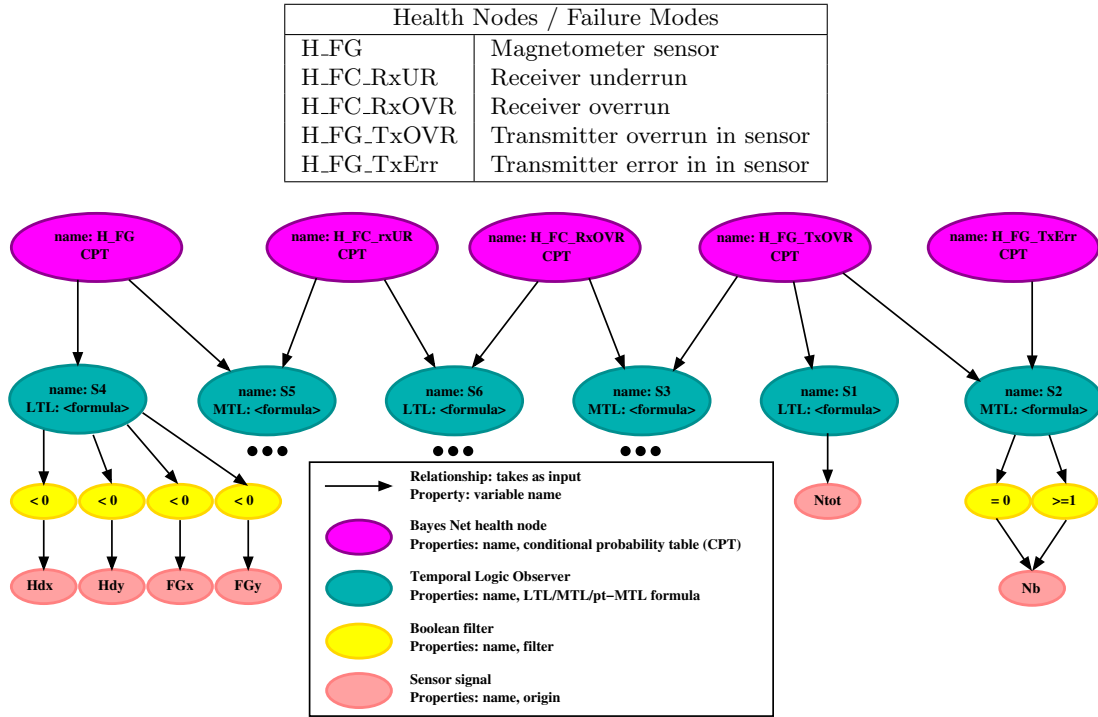 Health Nodes / Failure Modes
H_FG Magnetometer sensor
H_FC_RxUR Receiver underrun
H_FC_RxOVR Receiver overrun
H_FG_TxOVR Transmitter overrun in sensor
H_FG_TxErr Transmitter error in in sensor
name: H_FG
CPT
name: H_FC_rxUR
CPT
name: H_FC_RxOVR
CPT
name: H_FG_TxOVR
CPT
name: H_FG_TxErr
CPT
name: S4
LTL: <formula>
name: S5
MTL: <formula>
name: S6
LTL: <formula>
name: S3
MTL: <formula>
name: S1
LTL: <formula>
name: S2
MTL: <formula>
< 0
< 0
< 0
< 0
Ntot
= 0
>=1
Hdx
Hdy
FGx
FGy
Nb
Relationship: takes as input
Property: variable name
Bayes Net health node
Properties: name, conditional probability table (CPT)
Temporal Logic Observer
Properties: name, LTL/MTL/pt−MTL formula
Boolean filter
Properties: name, filter
Sensor signal
Properties: name, origin